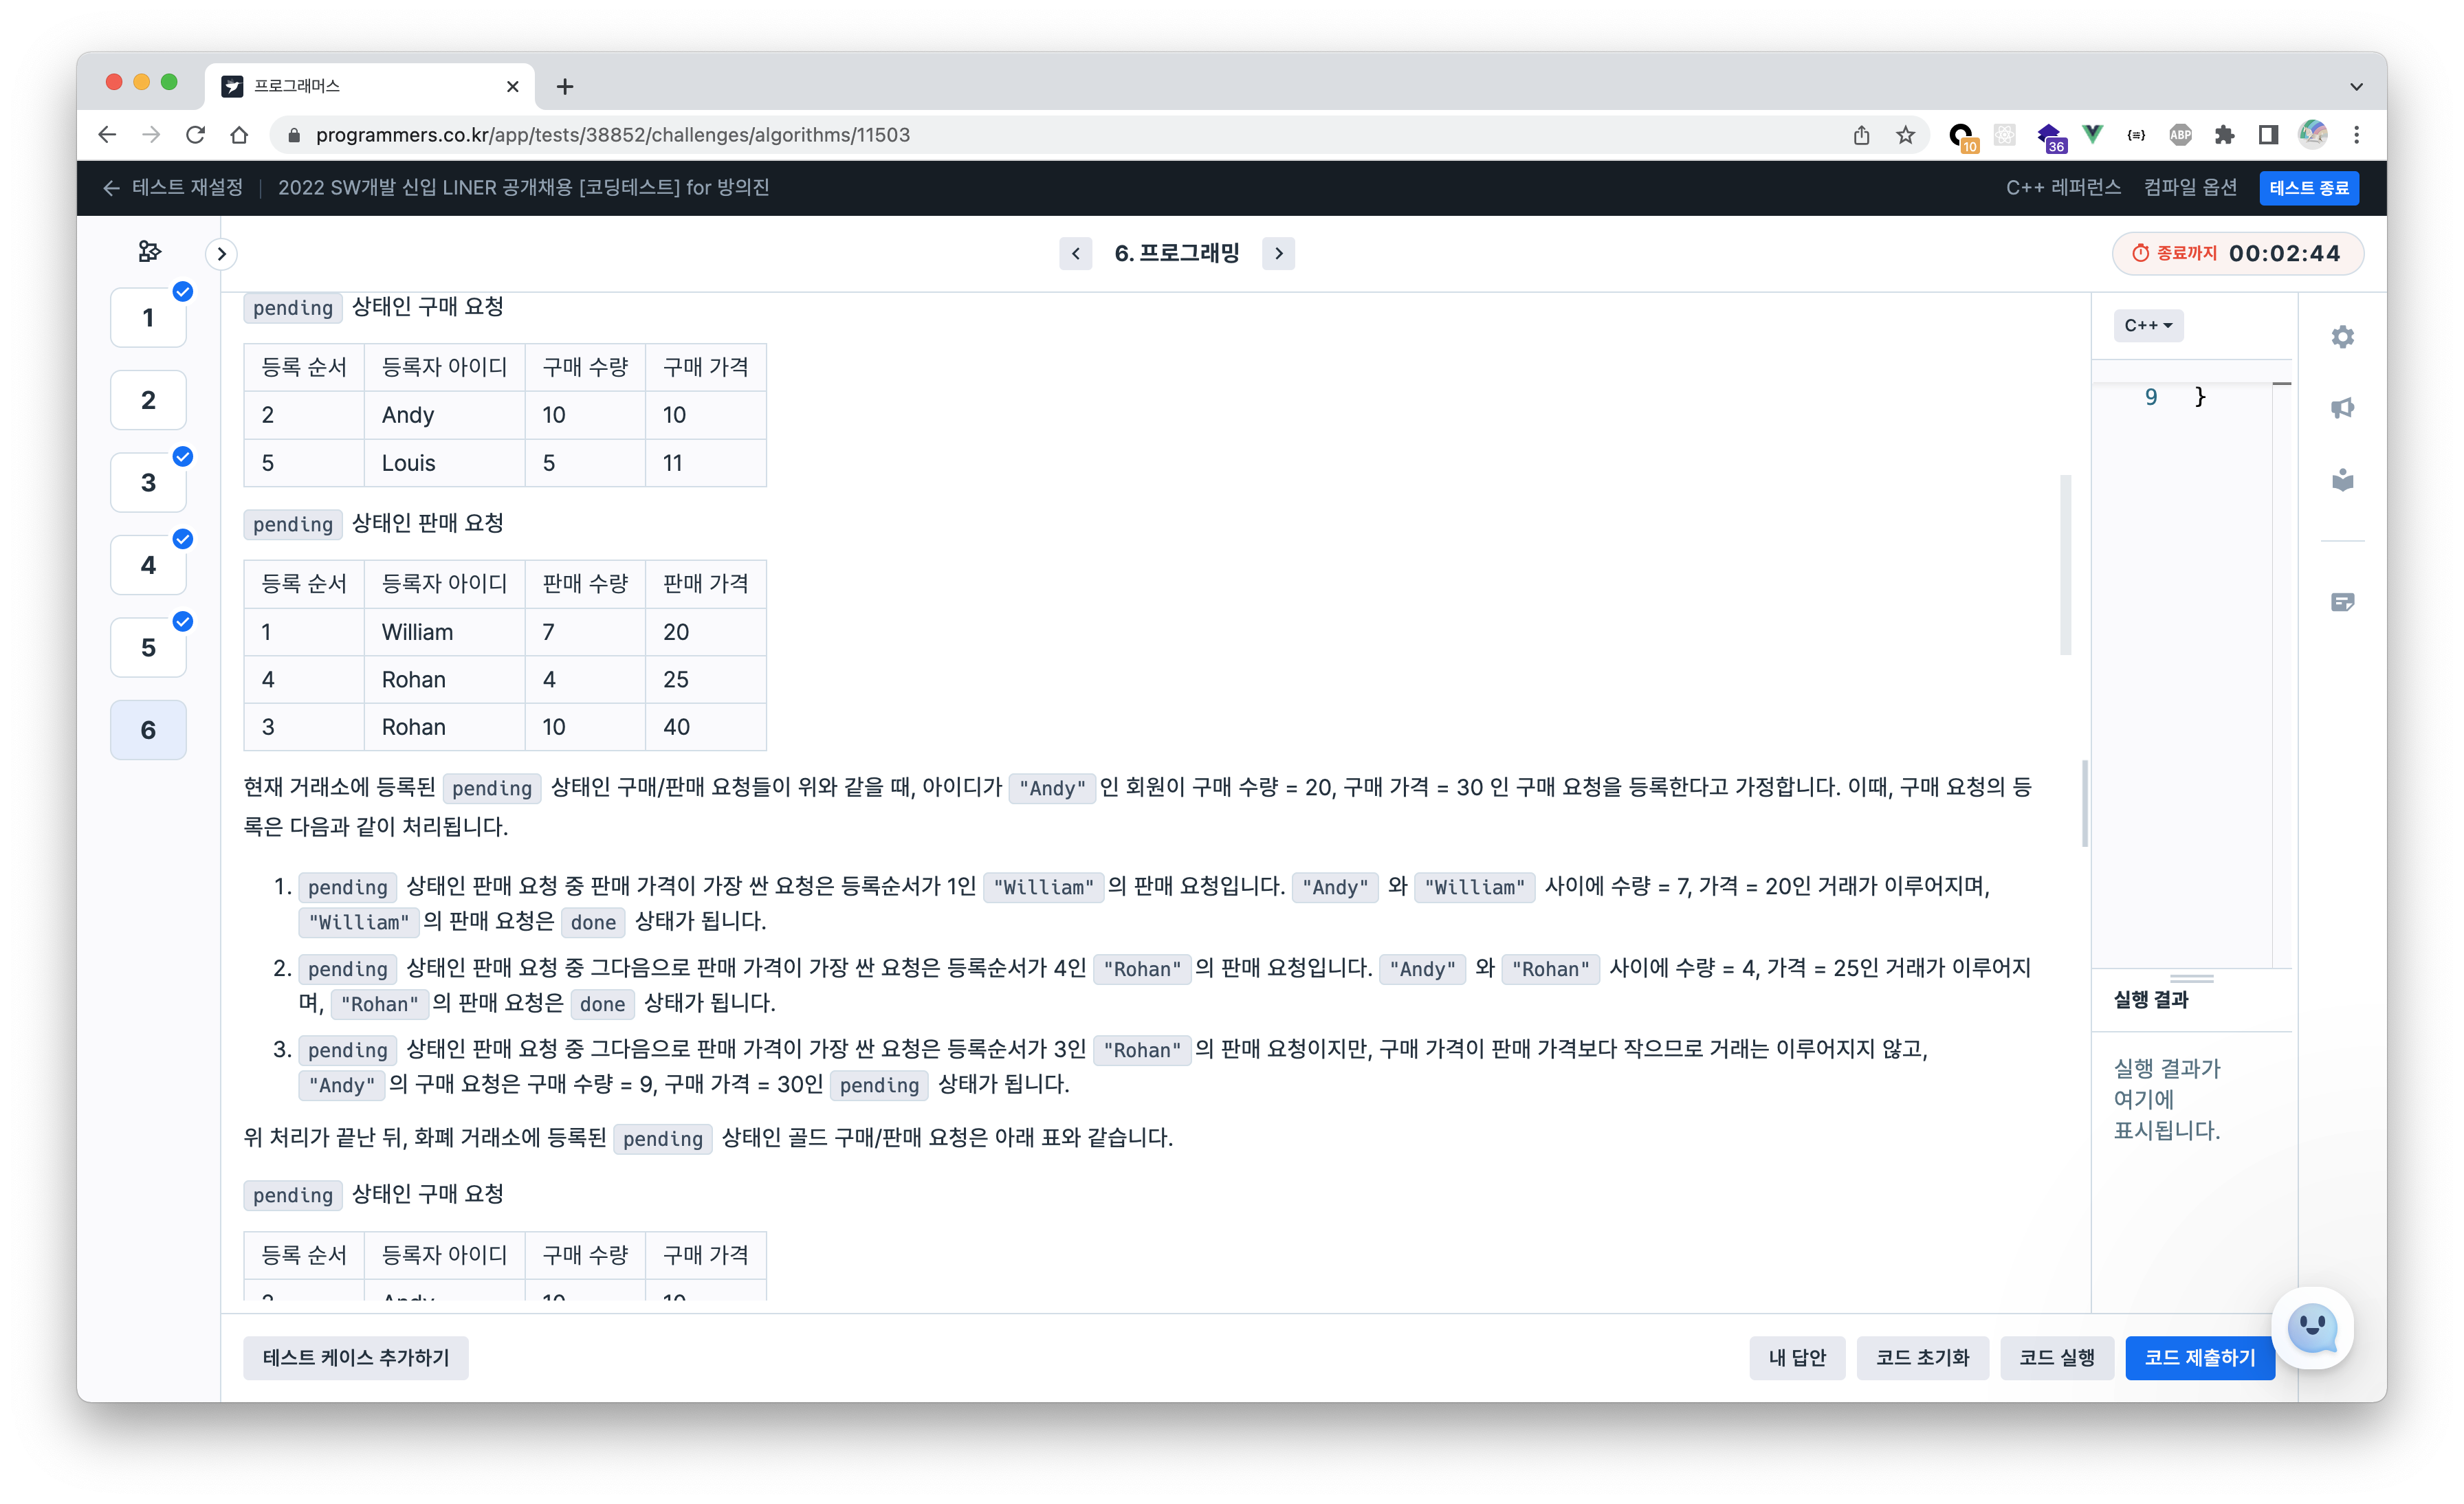 프로그래머스
programmers.co.kr/app/tests/38852/challenges/algorithms/11503
10
36
ABP
테스트 재설정 | 2022 SW개발 신입 LINER 공개채용 [코딩테스트] for 방의진
C++ 레퍼런스 컴파일 옵션 테스트 종료
6. 프로그래밍
종료까지 00:02:44
1
2
3
4
5
6
pending 상태인 구매 요청
등록 순서 등록자 아이디 구매 수량 구매 가격
2 Andy 10 10
5 Louis 5 11
pending 상태인 판매 요청
등록 순서 등록자 아이디 판매 수량 판매 가격
1 William 7 20
4 Rohan 4 25
3 Rohan 10 40
현재 거래소에 등록된 pending 상태인 구매/판매 요청들이 위와 같을 때, 아이디가 "Andy"인 회원이 구매 수량 = 20, 구매 가격 = 30 인 구매 요청을 등록한다고 가정합니다. 이때, 구매 요청의 등
록은 다음과 같이 처리됩니다.
1. pending 상태인 판매 요청 중 판매 가격이 가장 싼 요청은 등록순서가 1인 "William"의 판매 요청입니다. "Andy" 와 "William" 사이에 수량 = 7, 가격 = 20인 거래가 이루어지며,
"William"의 판매 요청은 done 상태가 됩니다.
2. pending 상태인 판매 요청 중 그다음으로 판매 가격이 가장 싼 요청은 등록순서가 4인 "Rohan"의 판매 요청입니다. "Andy" 와 "Rohan" 사이에 수량 = 4, 가격 = 25인 거래가 이루어지
며, "Rohan"의 판매 요청은 done 상태가 됩니다.
3. pending 상태인 판매 요청 중 그다음으로 판매 가격이 가장 싼 요청은 등록순서가 3인 "Rohan"의 판매 요청이지만, 구매 가격이 판매 가격보다 작으므로 거래는 이루어지지 않고,
"Andy"의 구매 요청은 구매 수량 = 9, 구매 가격 = 30인 pending 상태가 됩니다.
위 처리가 끝난 뒤, 화폐 거래소에 등록된 pending 상태인 골드 구매/판매 요청은 아래 표와 같습니다.
pending 상태인 구매 요청
등록 순서 등록자 아이디 구매 수량 구매 가격
2 Andy 10 10
C++
9 }
실행 결과
실행 결과가
여기에
표시됩니다.
테스트 케이스 추가하기
내 답안 코드 초기화 코드 실행 코드 제출하기